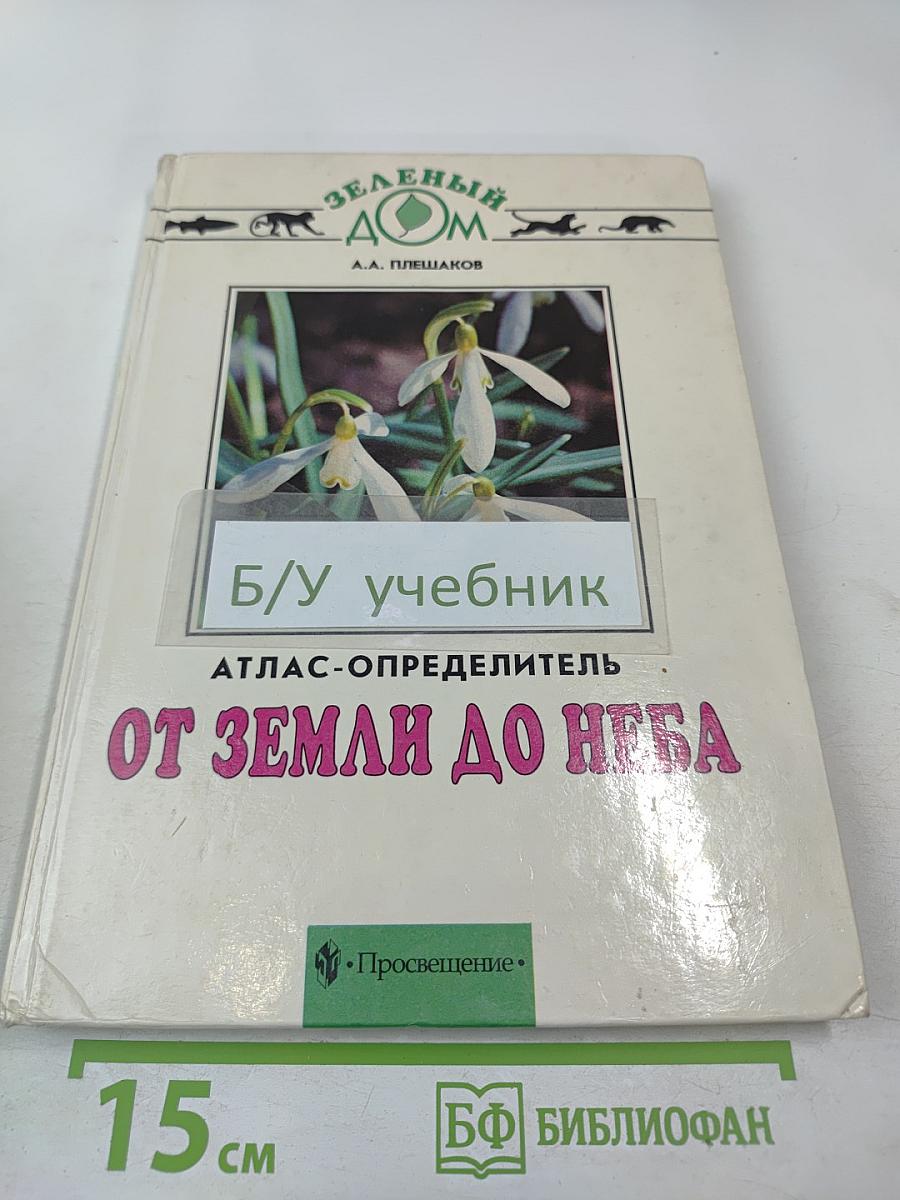 ЗЕЛЕНЫЙ
ДОМ
А.А. ПЛЕШАКОВ
Б/У учебник
АТЛАС-ОПРЕДЕЛИТЕЛЬ
ОТ ЗЕМЛИ ДО НЕБА
• Просвещение •
15 см
БФ БИБЛИОФАН